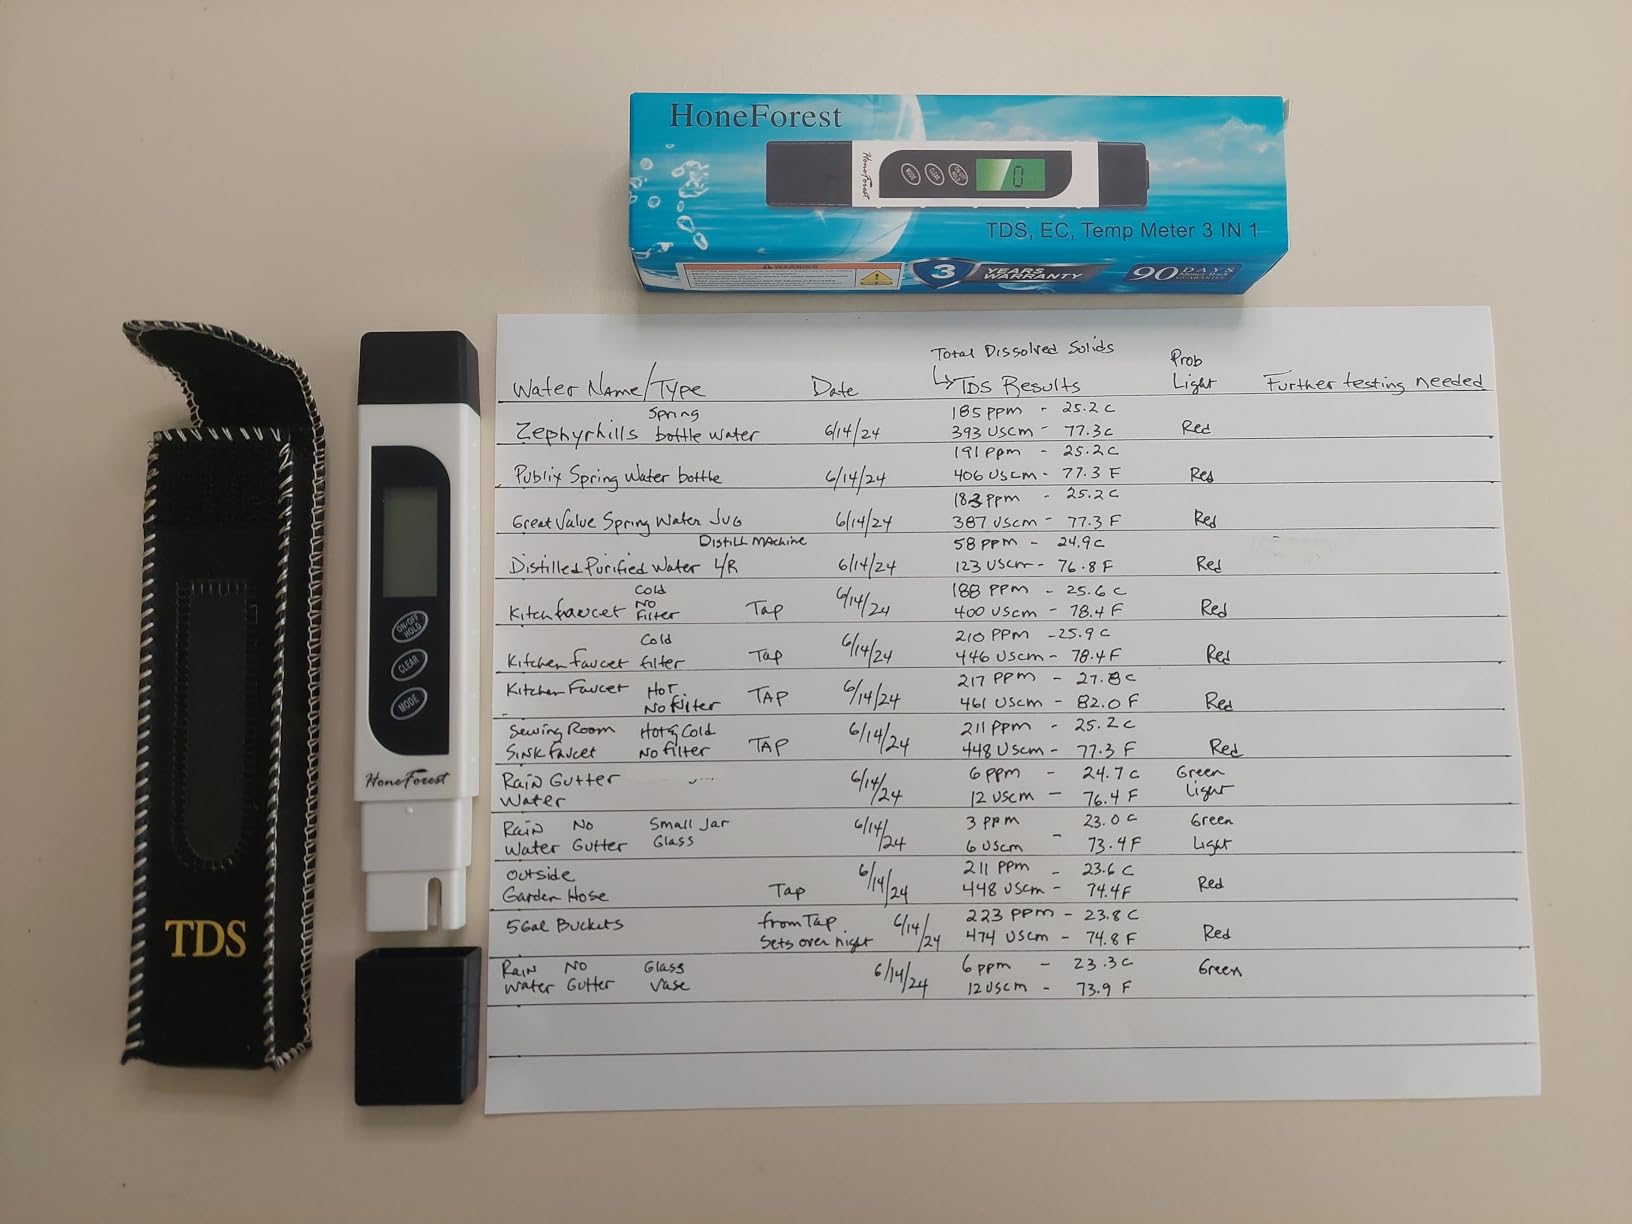 HoneForest
HoneForest
MODE
CLEAR
ON/OFF
HOLD
0
TDS, EC, Temp Meter 3 IN 1
WARNING
3 YEARS WARRANTY
90 DAYS
TDS
ON/OFF
HOLD
CLEAR
MODE
HoneForest
Total Dissolved Solids
Water Name/Type Date ↳TDS Results Prob Light Further testing needed
Spring 185 ppm - 25.2 c
Zephyrhills bottle water 6/14/24 393 uscm - 77.3c Red
191 ppm - 25.2c
Publix Spring Water bottle 6/14/24 406 uscm - 77.3 F Red
183 ppm - 25.2 c
Great Value Spring Water Jug 6/14/24 387 uscm - 77.3 F Red
Distill Machine 58 ppm - 24.9c
Distilled Purified Water L/R 6/14/24 123 uscm - 76.8 F Red
Cold 188 ppm - 25.6 c
Kitch faucet No filter Tap 6/14/24 400 uscm - 78.4 F Red
Cold 210 ppm - 25.9 c
Kitchen faucet filter Tap 6/14/24 446 uscm - 78.4 F Red
Kitchen Faucet Hot 217 ppm - 27.8c
No filter TAP 6/14/24 461 uscm - 82.0 F Red
Sewing Room Hot & Cold 211 ppm - 25.2 c
Sink faucet No filter TAP 6/14/24 448 uscm - 77.3 F Red
Rain Gutter 6 ppm - 24.7 c Green
Water 6/14/24 12 uscm - 76.4 F Light
Rain No Small Jar 3 ppm 23.0 c Green
Water Gutter Glass 6/14/24 6 uscm - 73.4 F Light
outside 211 ppm - 23.6 c
Garden Hose Tap 6/14/24 448 uscm - 74.4 F Red
5 Gal Buckets from Tap 223 ppm - 23.8 c
Sets over night 6/14/24 474 uscm - 74.8 F Red
Rain No Glass 6 ppm - 23.3 c Green
Water Gutter Vase 6/14/24 12 uscm - 73.9 F